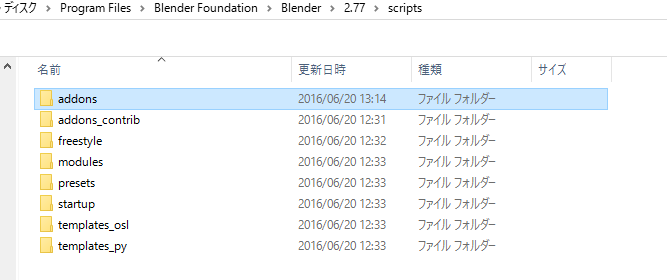 ディスク › Program Files › Blender Foundation › Blender › 2.77 › scripts
名前 更新日時 種類 サイズ
addons 2016/06/20 13:14 ファイル フォルダー
addons_contrib 2016/06/20 12:31 ファイル フォルダー
freestyle 2016/06/20 12:32 ファイル フォルダー
modules 2016/06/20 12:33 ファイル フォルダー
presets 2016/06/20 12:33 ファイル フォルダー
startup 2016/06/20 12:33 ファイル フォルダー
templates_osl 2016/06/20 12:33 ファイル フォルダー
templates_py 2016/06/20 12:33 ファイル フォルダー